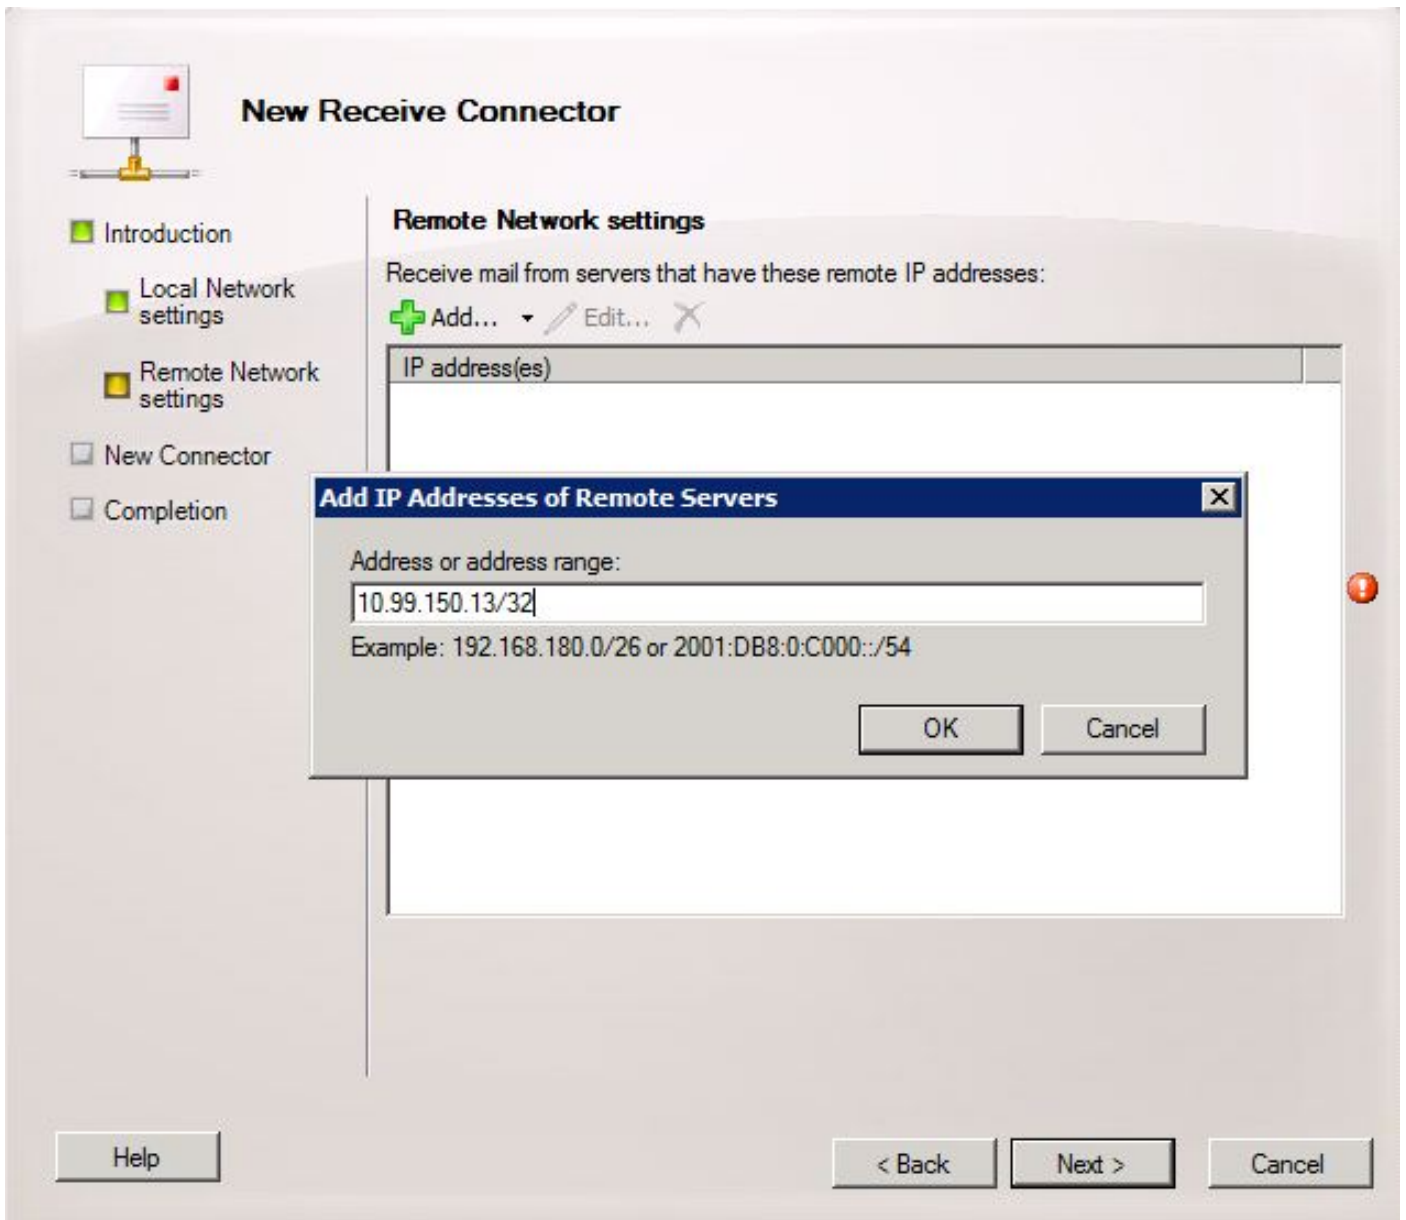 New Receive Connector
Introduction
Local Network
settings
Remote Network
settings
New Connector
Completion
Remote Network settings
Receive mail from servers that have these remote IP addresses:
Add... Edit...
IP address(es)
Add IP Addresses of Remote Servers
Address or address range:
10.99.150.13/32
Example: 192.168.180.0/26 or 2001:DB8:0:C000::/54
OK Cancel
Help < Back Next > Cancel